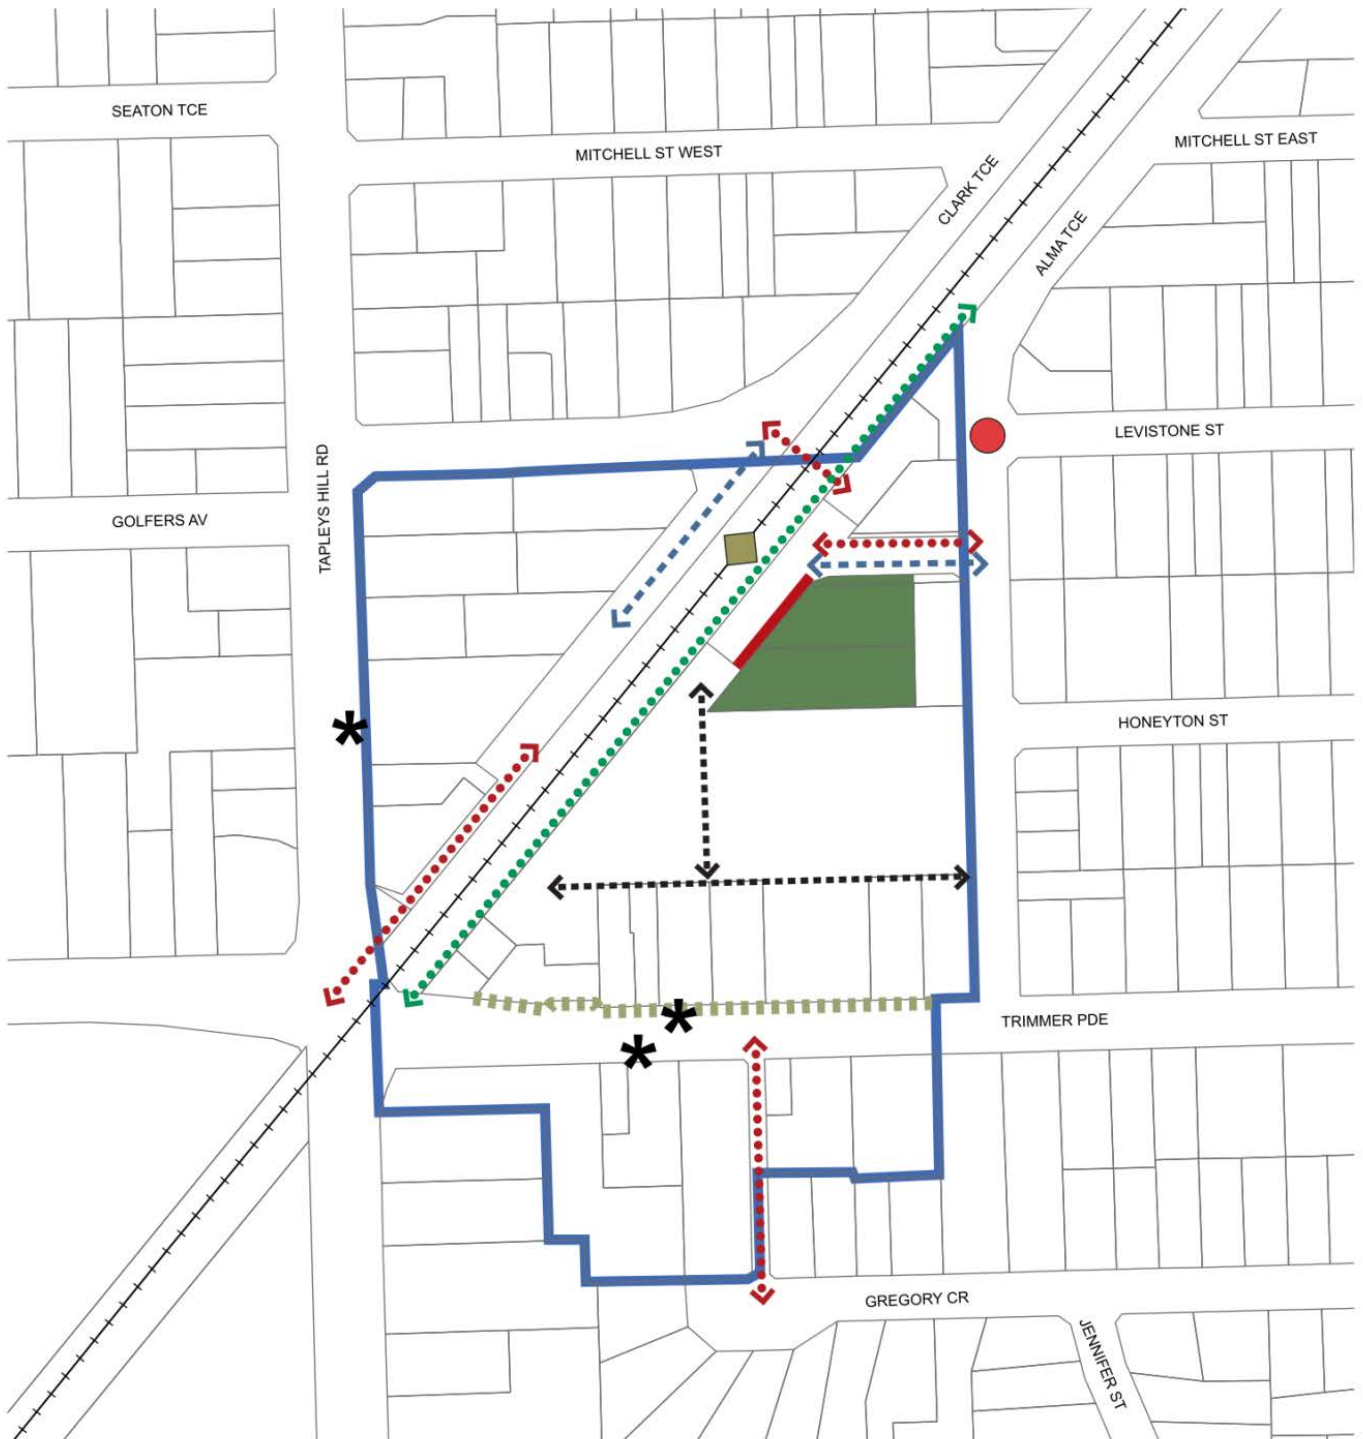 SEATON TCE
MITCHELL ST WEST
MITCHELL ST EAST
CLARK TCE
ALMA TCE
LEVISTONE ST
TAPLEYS HILL RD
GOLFERS AV
HONEYTON ST
TRIMMER PDE
GREGORY CR
JENNIFER ST